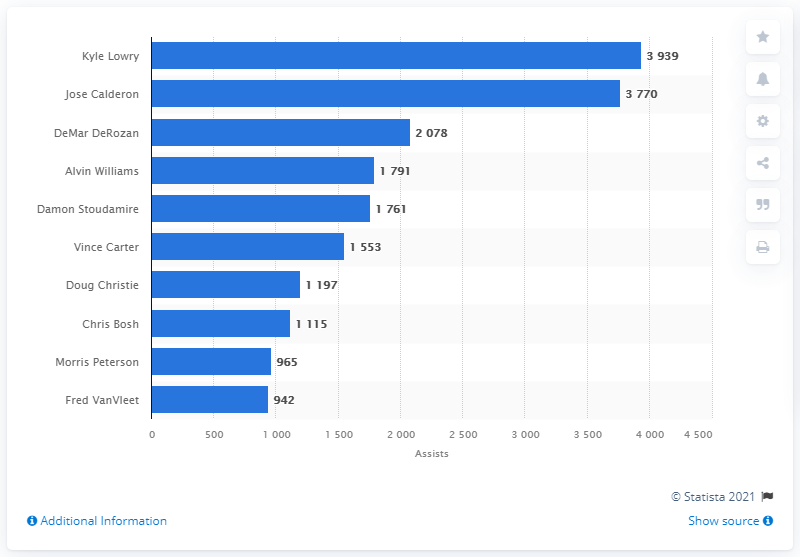 Kyle Lowry 3 939
Jose Calderon 3 770
DeMar DeRozan 2 078
Alvin Williams 1 791
Damon Stoudamire 1 761
Vince Carter 1 553
Doug Christie 1 197
Chris Bosh 1 115
Morris Peterson 965
Fred VanVleet 942
0 500 1 000 1 500 2 000 2 500 3 000 3 500 4 000 4 500
Assists
© Statista 2021
Additional Information Show source